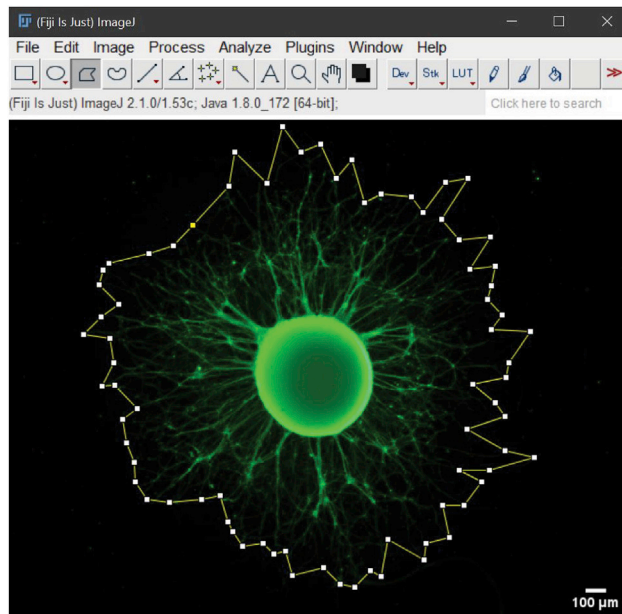 (Fiji Is Just) ImageJ
File Edit Image Process Analyze Plugins Window Help
A Dev Stk LUT
(Fiji Is Just) ImageJ 2.1.0/1.53c; Java 1.8.0_172 [64-bit];
Click here to search
100 µm